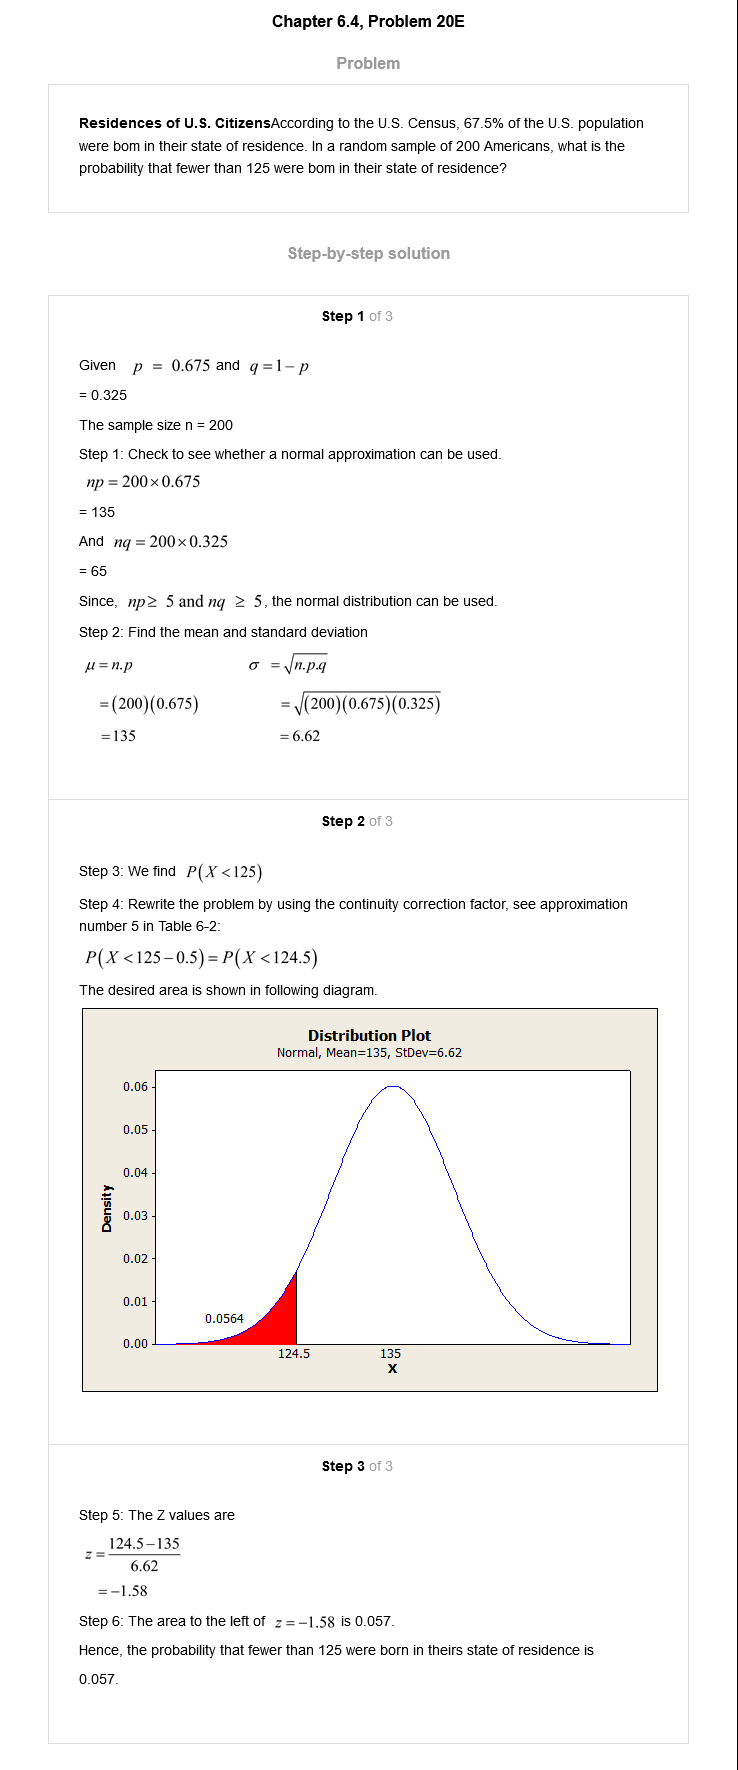 Chapter 6.4, Problem 20E
Problem
Residences of U.S. CitizensAccording to the U.S. Census, 67.5% of the U.S. population
were bom in their state of residence. In a random sample of 200 Americans, what is the
probability that fewer than 125 were bom in their state of residence?
Step-by-step solution
Step 1 of 3
Given p = 0.675 and q = 1 − p
= 0.325
The sample size n = 200
Step 1: Check to see whether a normal approximation can be used.
np = 200 × 0.675
= 135
And nq = 200 × 0.325
= 65
Since, np ≥ 5 and nq ≥ 5, the normal distribution can be used.
Step 2: Find the mean and standard deviation
μ = n.p σ = √n.p.q
= (200)(0.675) = √(200)(0.675)(0.325)
= 135 = 6.62
Step 2 of 3
Step 3: We find P(X < 125)
Step 4: Rewrite the problem by using the continuity correction factor, see approximation
number 5 in Table 6-2:
P(X < 125 − 0.5) = P(X < 124.5)
The desired area is shown in following diagram.
Distribution Plot
Normal, Mean=135, StDev=6.62
0.06
0.05
0.04
0.03
Density
0.02
0.01
0.0564
0.00
124.5 135
X
Step 3 of 3
Step 5: The Z values are
z = 124.5 − 135
6.62
= −1.58
Step 6: The area to the left of z = −1.58 is 0.057.
Hence, the probability that fewer than 125 were born in theirs state of residence is
0.057.